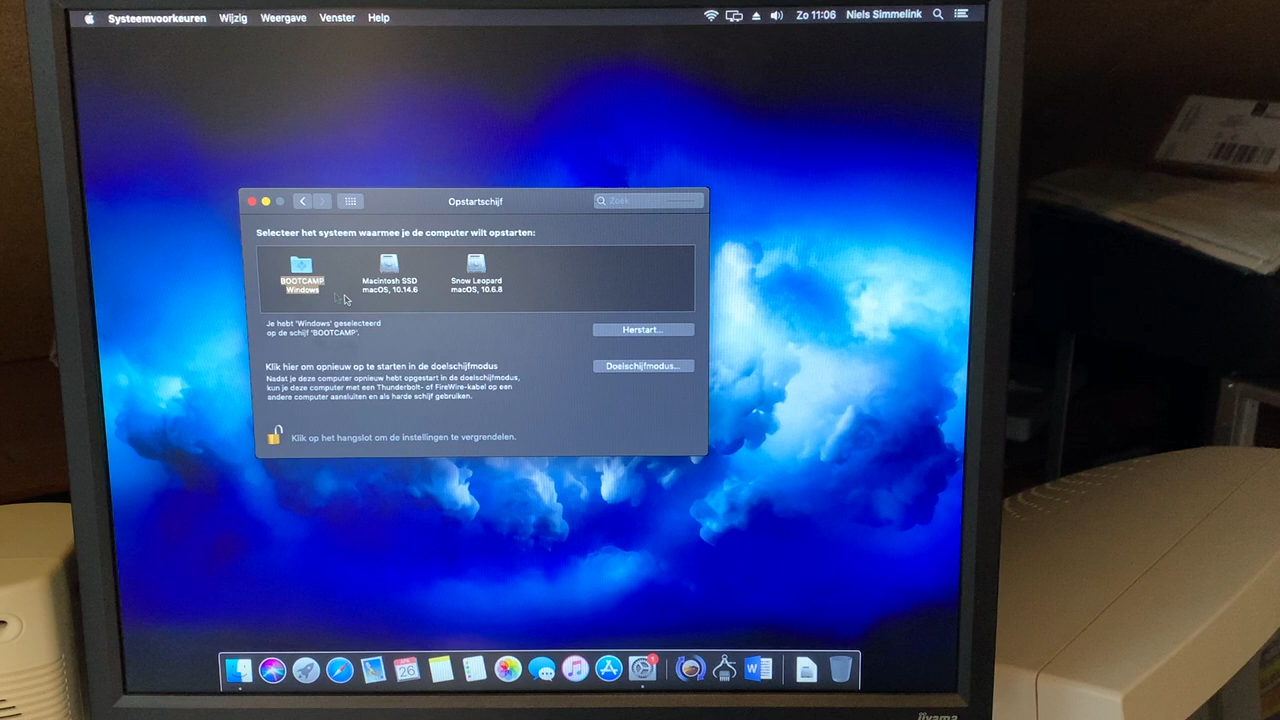 Systeemvoorkeuren Wijzig Weergave Venster Help Zo 11:06 Niels Simmelink
Opstartschijf
Zoek
Selecteer het systeem waarmee je de computer wilt opstarten:
BOOTCAMP Macintosh SSD Snow Leopard
Windows macOS, 10.14.6 macOS, 10.6.8
Je hebt 'Windows' geselecteerd
op de schijf 'BOOTCAMP'.
Herstart...
Klik hier om opnieuw op te starten in de doelschijfmodus
Doelschijfmodus...
Nadat je deze computer opnieuw hebt opgestart in de doelschijfmodus,
kun je deze computer met een Thunderbolt- of FireWire-kabel op een
andere computer aansluiten en als harde schijf gebruiken.
Klik op het hangslot om de instellingen te vergrendelen.
26
1
W
iiyama